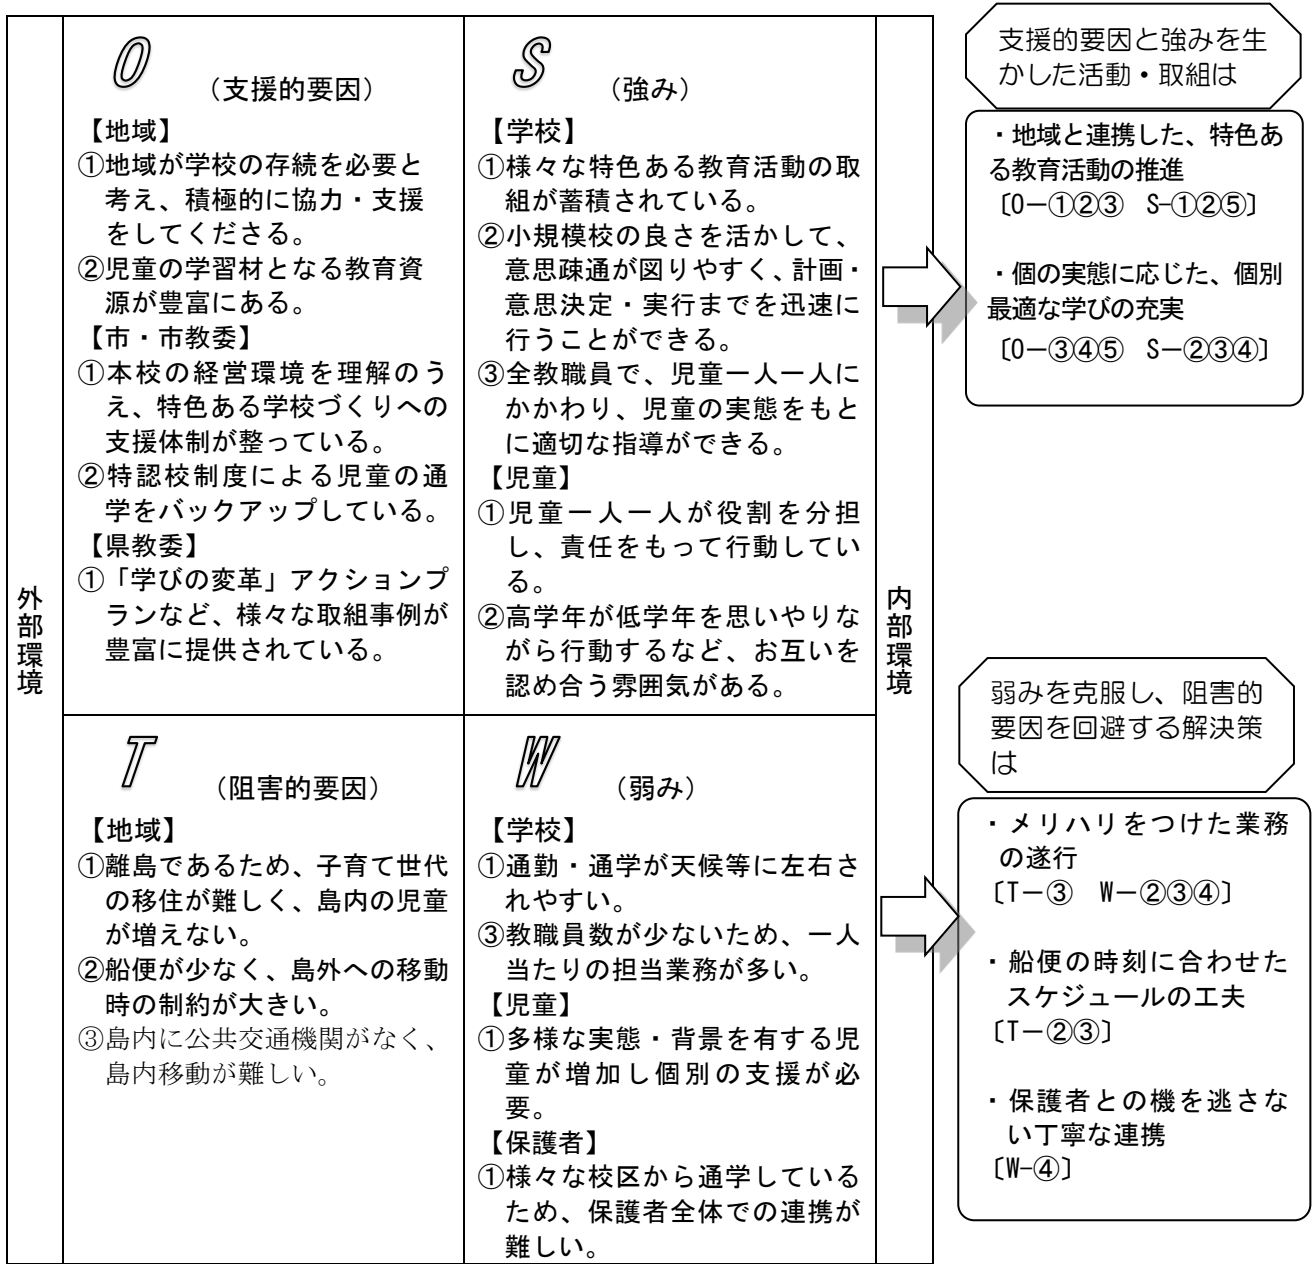 外部環境
O
（支援的要因）
【地域】
①地域が学校の存続を必要と
考え、積極的に協力・支援
をしてくださる。
②児童の学習材となる教育資
源が豊富にある。
【市・市教委】
①本校の経営環境を理解のう
え、特色ある学校づくりへの
支援体制が整っている。
②特認校制度による児童の通
学をバックアップしている。
【県教委】
①「学びの変革」アクションプ
ランなど、様々な取組事例が
豊富に提供されている。
S
（強み）
【学校】
①様々な特色ある教育活動の取
組が蓄積されている。
②小規模校の良さを活かして、
意思疎通が図りやすく、計画・
意思決定・実行までを迅速に
行うことができる。
③全教職員で、児童一人一人に
かかわり、児童の実態をもと
に適切な指導ができる。
【児童】
①児童一人一人が役割を分担
し、責任をもって行動してい
る。
②高学年が低学年を思いやりな
がら行動するなど、お互いを
認め合う雰囲気がある。
T
（阻害的要因）
【地域】
①離島であるため、子育て世代
の移住が難しく、島内の児童
が増えない。
②船便が少なく、島外への移動
時の制約が大きい。
③島内に公共交通機関がなく、
島内移動が難しい。
W
（弱み）
【学校】
①通勤・通学が天候等に左右さ
れやすい。
③教職員数が少ないため、一人
当たりの担当業務が多い。
【児童】
①多様な実態・背景を有する児
童が増加し個別の支援が必
要。
【保護者】
①様々な校区から通学している
ため、保護者全体での連携が
難しい。
内部環境
支援的要因と強みを生
かした活動・取組は
・地域と連携した、特色あ
る教育活動の推進
〔O－①②③ S-①②⑤〕
・個の実態に応じた、個別
最適な学びの充実
〔O－③④⑤ S－②③④〕
弱みを克服し、阻害的
要因を回避する解決策
は
・メリハリをつけた業務
の遂行
〔T－③ W－②③④〕
・船便の時刻に合わせた
スケジュールの工夫
〔T－②③〕
・保護者との機を逃さな
い丁寧な連携
〔W-④〕